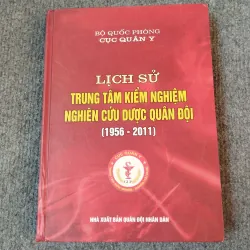 BỘ QUỐC PHÒNG
CỤC QUÂN Y
LỊCH SỬ
TRUNG TÂM KIỂM NGHIỆM
NGHIÊN CỨU DƯỢC QUÂN ĐỘI
(1956 - 2011)
NHÀ XUẤT BẢN QUÂN ĐỘI NHÂN DÂN